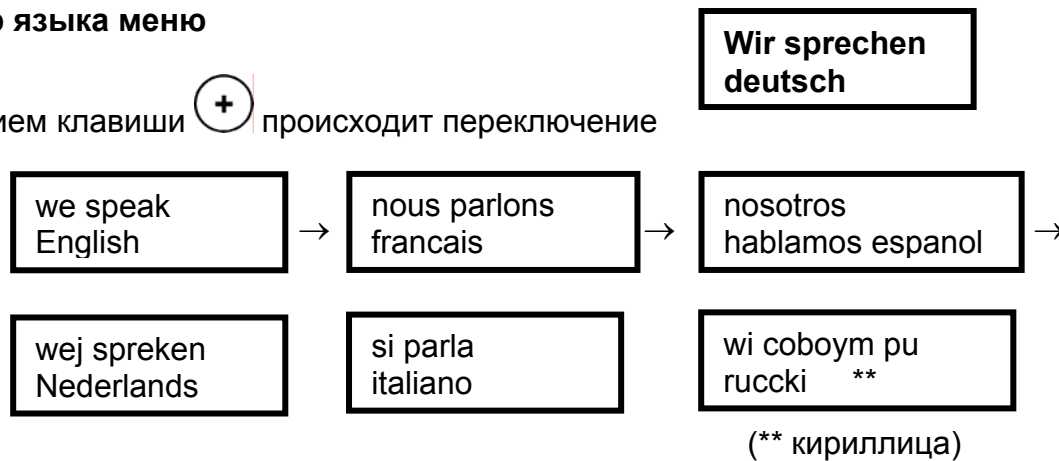 языка меню
Wir sprechen
deutsch
клавиши + происходит переключение
we speak
English
→
nous parlons
francais
→
nosotros
hablamos espanol
→
wej spreken
Nederlands
si parla
italiano
wi coboym pu
ruccki **
(** кириллица)